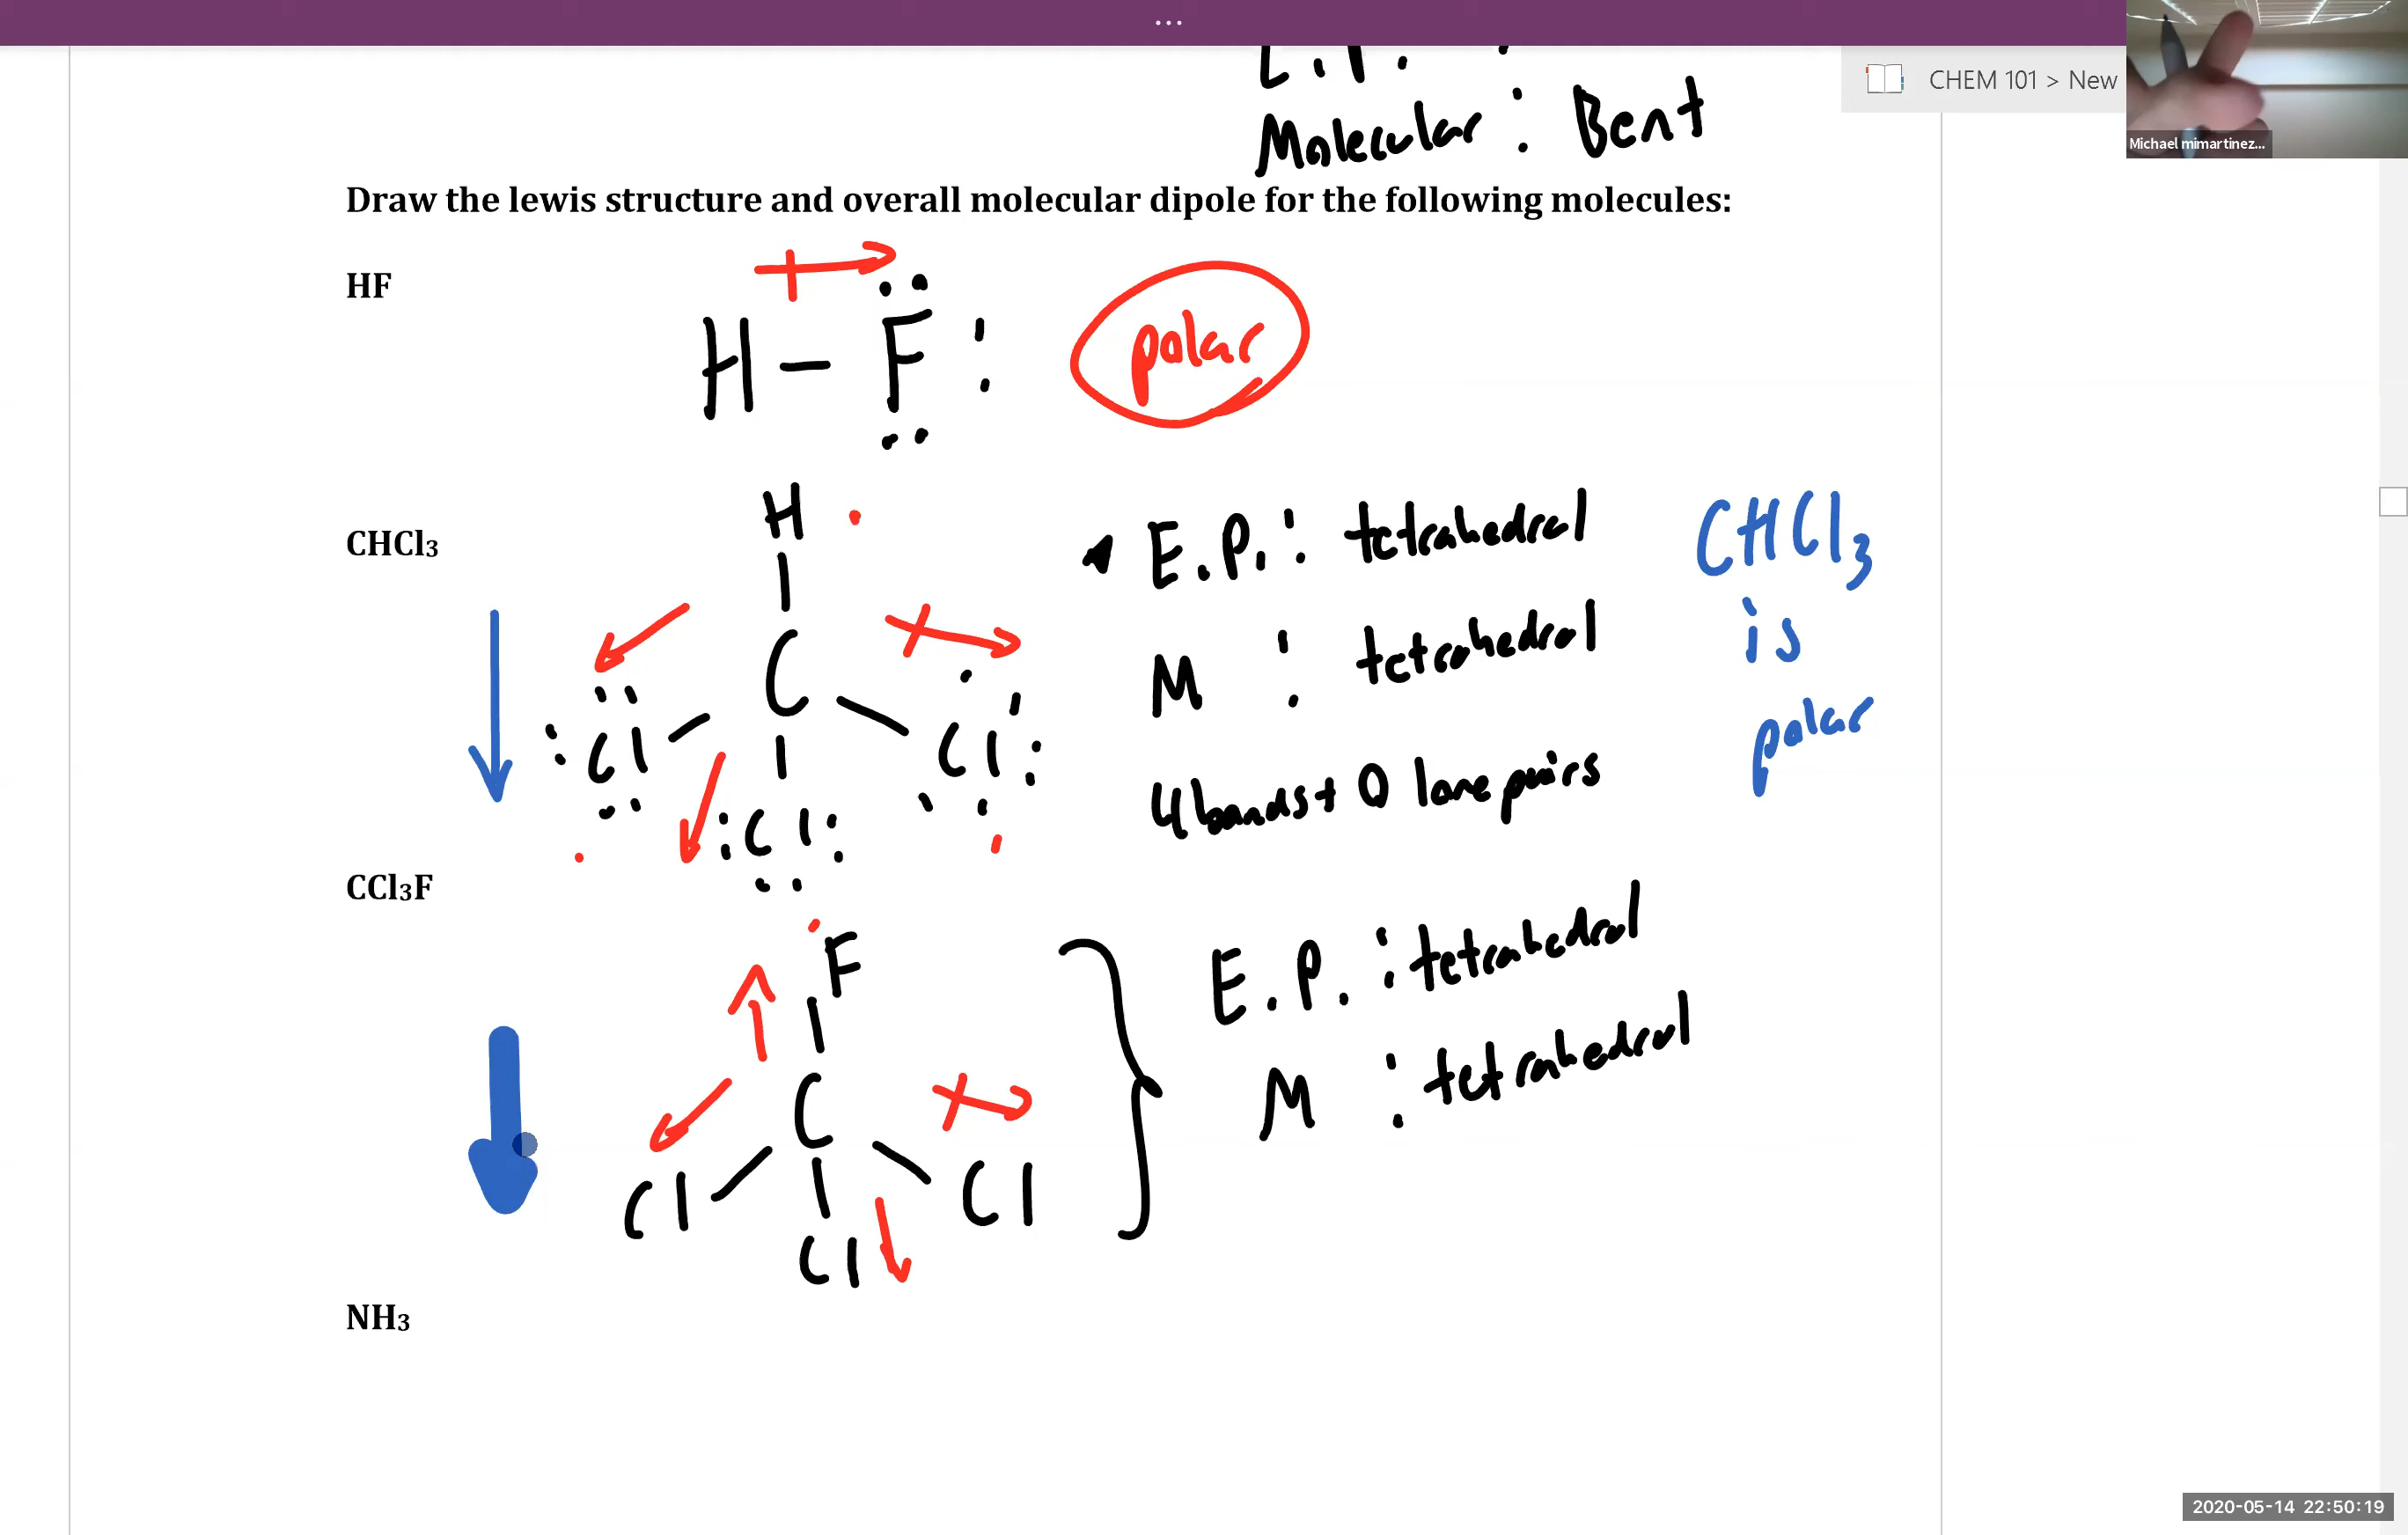 ...
CHEM 101 > New
Michael mimartinez...
Molecular : Bent
Draw the lewis structure and overall molecular dipole for the following molecules:
HF
H - F
polar
CHCl₃
H
C
Cl
Cl
Cl
E.P. : tetrahedral
M : tetrahedral
4 bonds + 0 lone pairs
CHCl₃
is
polar
CCl₃F
F
C
Cl
Cl
Cl
E.P. : tetrahedral
M : tetrahedral
NH₃
2020-05-14 22:50:19